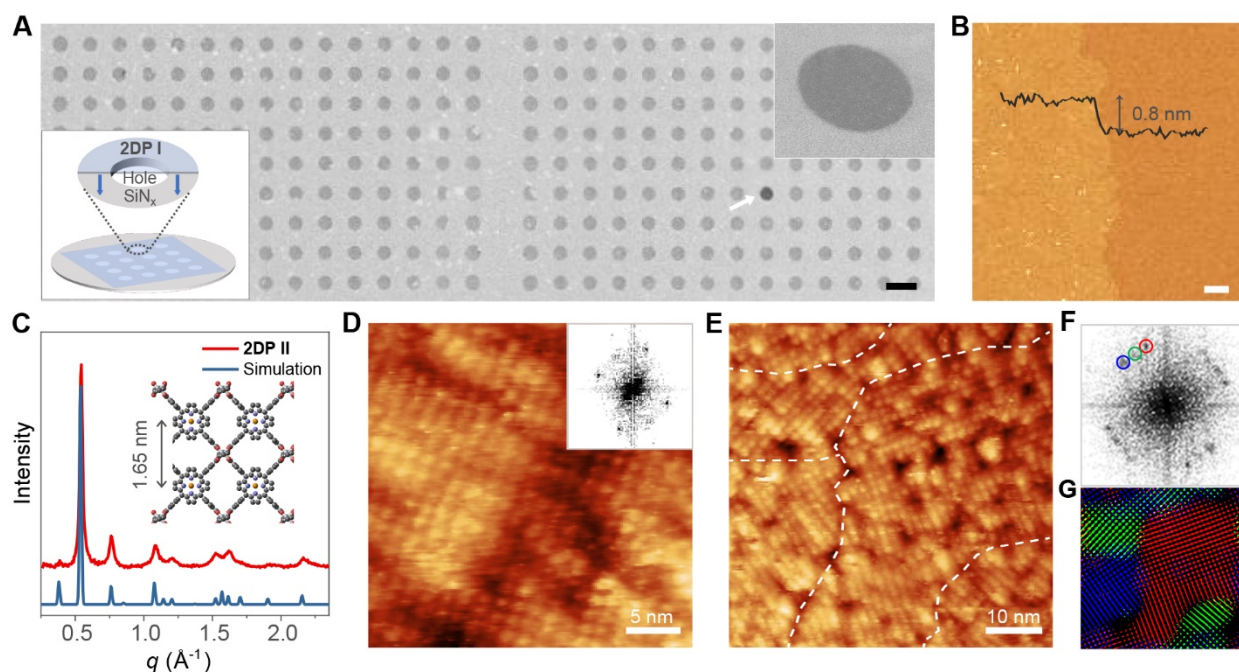 A
2DP I
Hole
SiNₓ
B
0.8 nm
C
2DP II
Simulation
1.65 nm
Intensity
0.5
1.0
1.5
2.0
q (Å⁻¹)
D
5 nm
E
10 nm
F
G